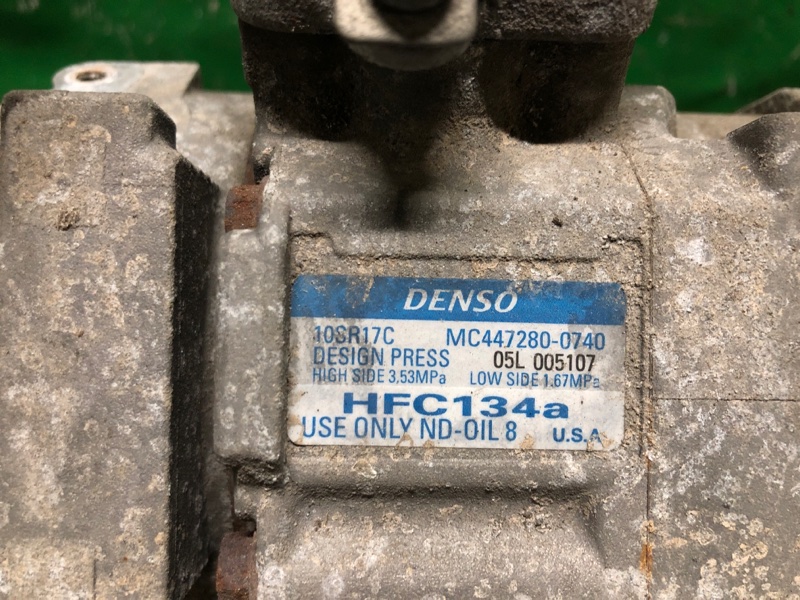 DENSO
10SR17C MC447280-0740
DESIGN PRESS 05L 005107
HIGH SIDE 3.53MPa LOW SIDE 1.67MPa
HFC134a
USE ONLY ND-OIL 8 U.S.A